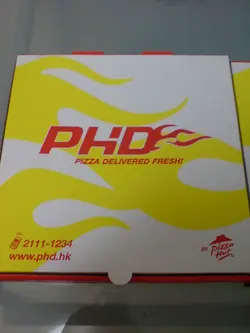 PHD
PIZZA DELIVERED FRESH!
2111-1234
www.phd.hk
BY Pizza Hut